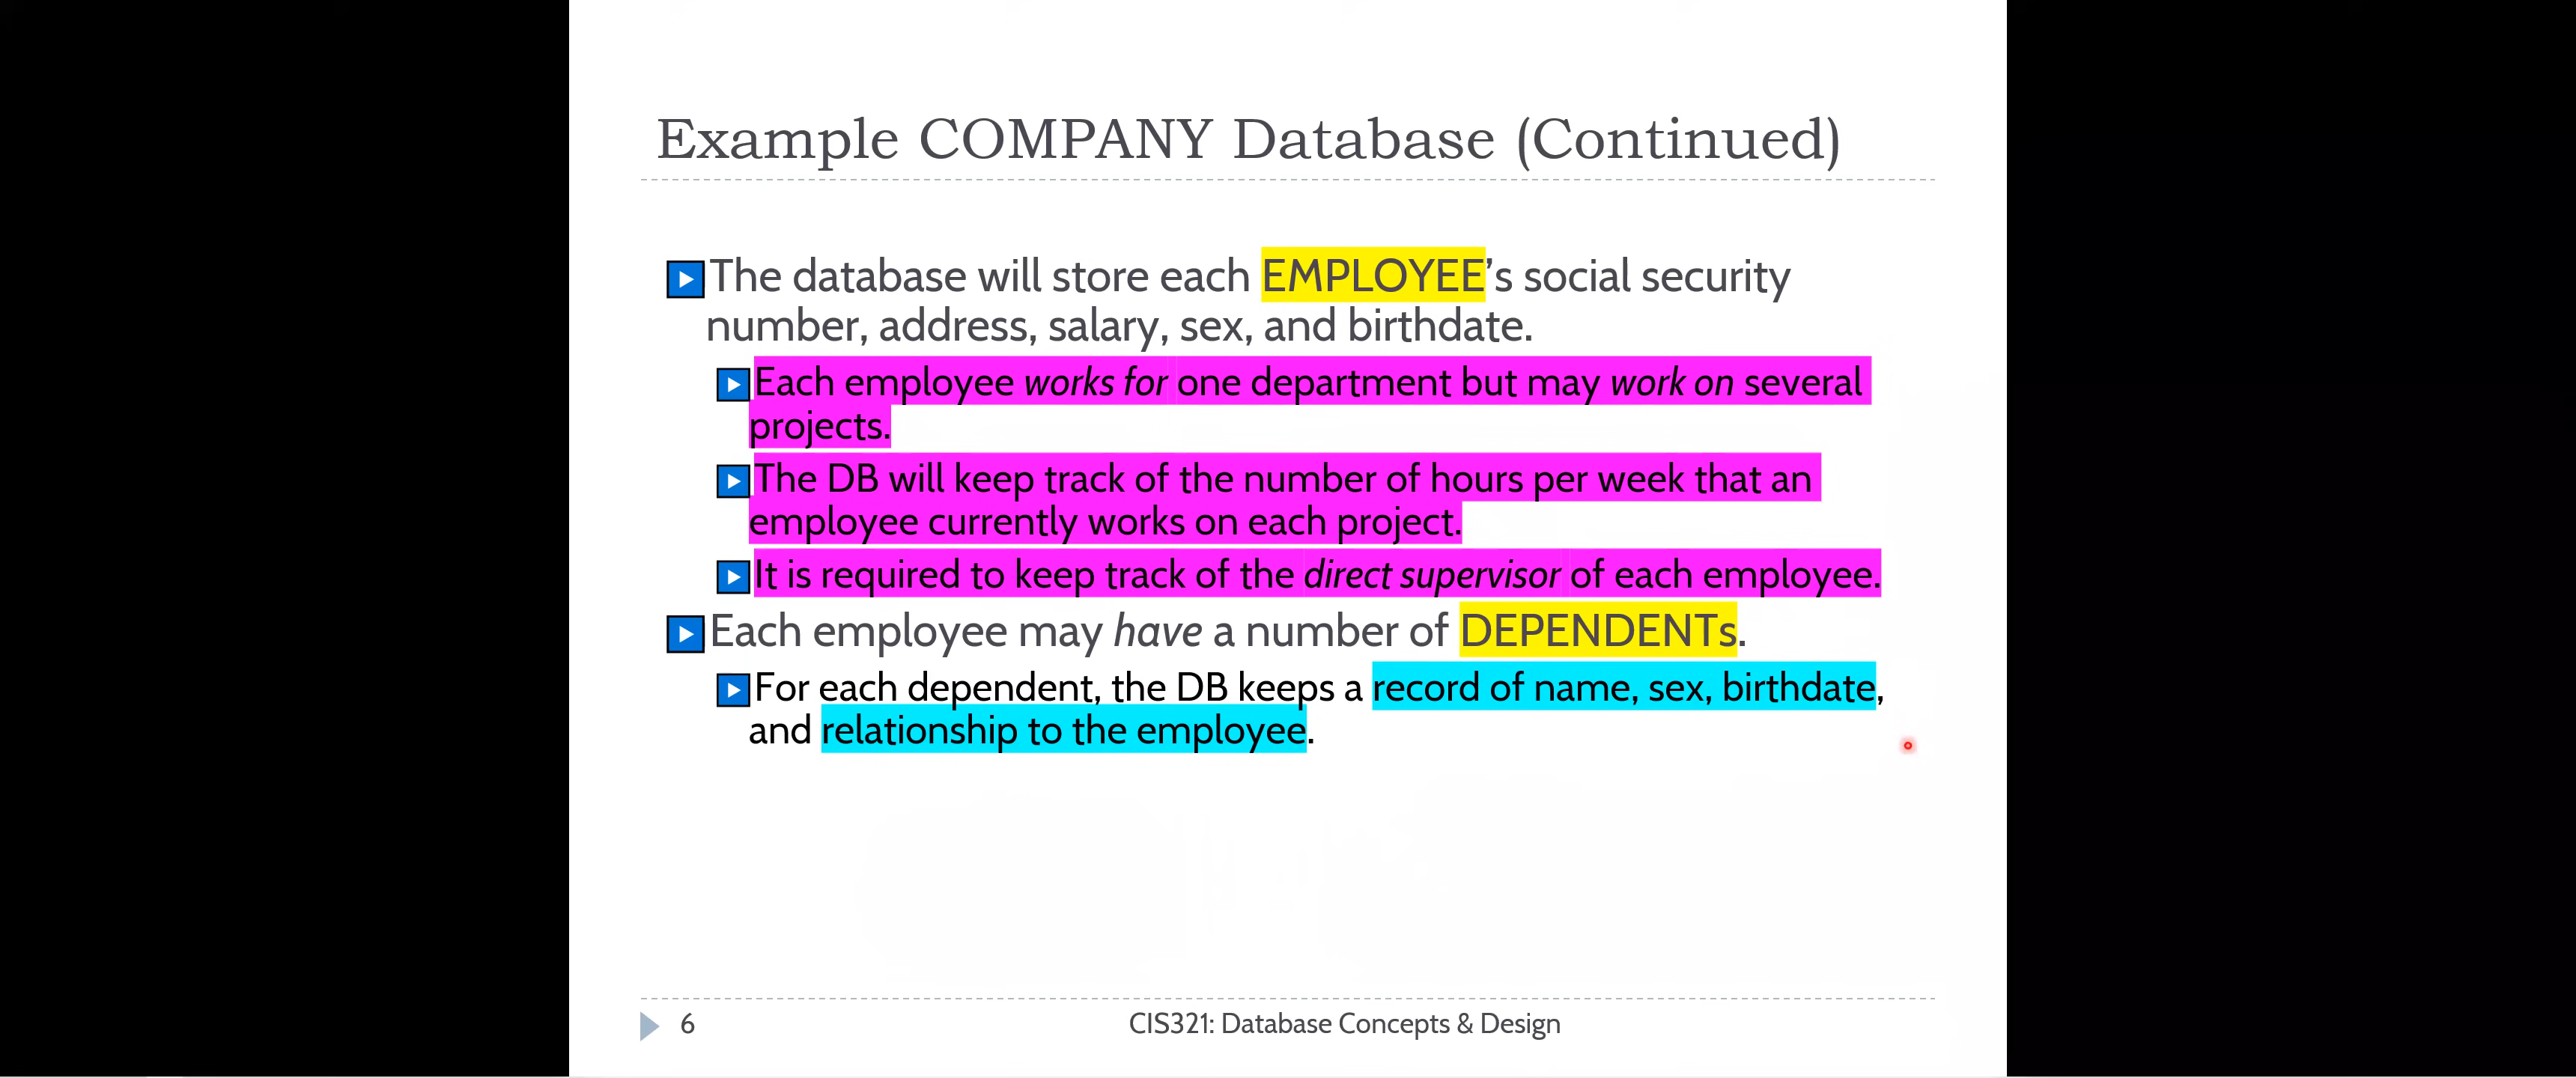 Example COMPANY Database (Continued)
The database will store each EMPLOYEE’s social security
number, address, salary, sex, and birthdate.
Each employee works for one department but may work on several
projects.
The DB will keep track of the number of hours per week that an
employee currently works on each project.
It is required to keep track of the direct supervisor of each employee.
Each employee may have a number of DEPENDENTs.
For each dependent, the DB keeps a record of name, sex, birthdate,
and relationship to the employee.
6 CIS321: Database Concepts & Design